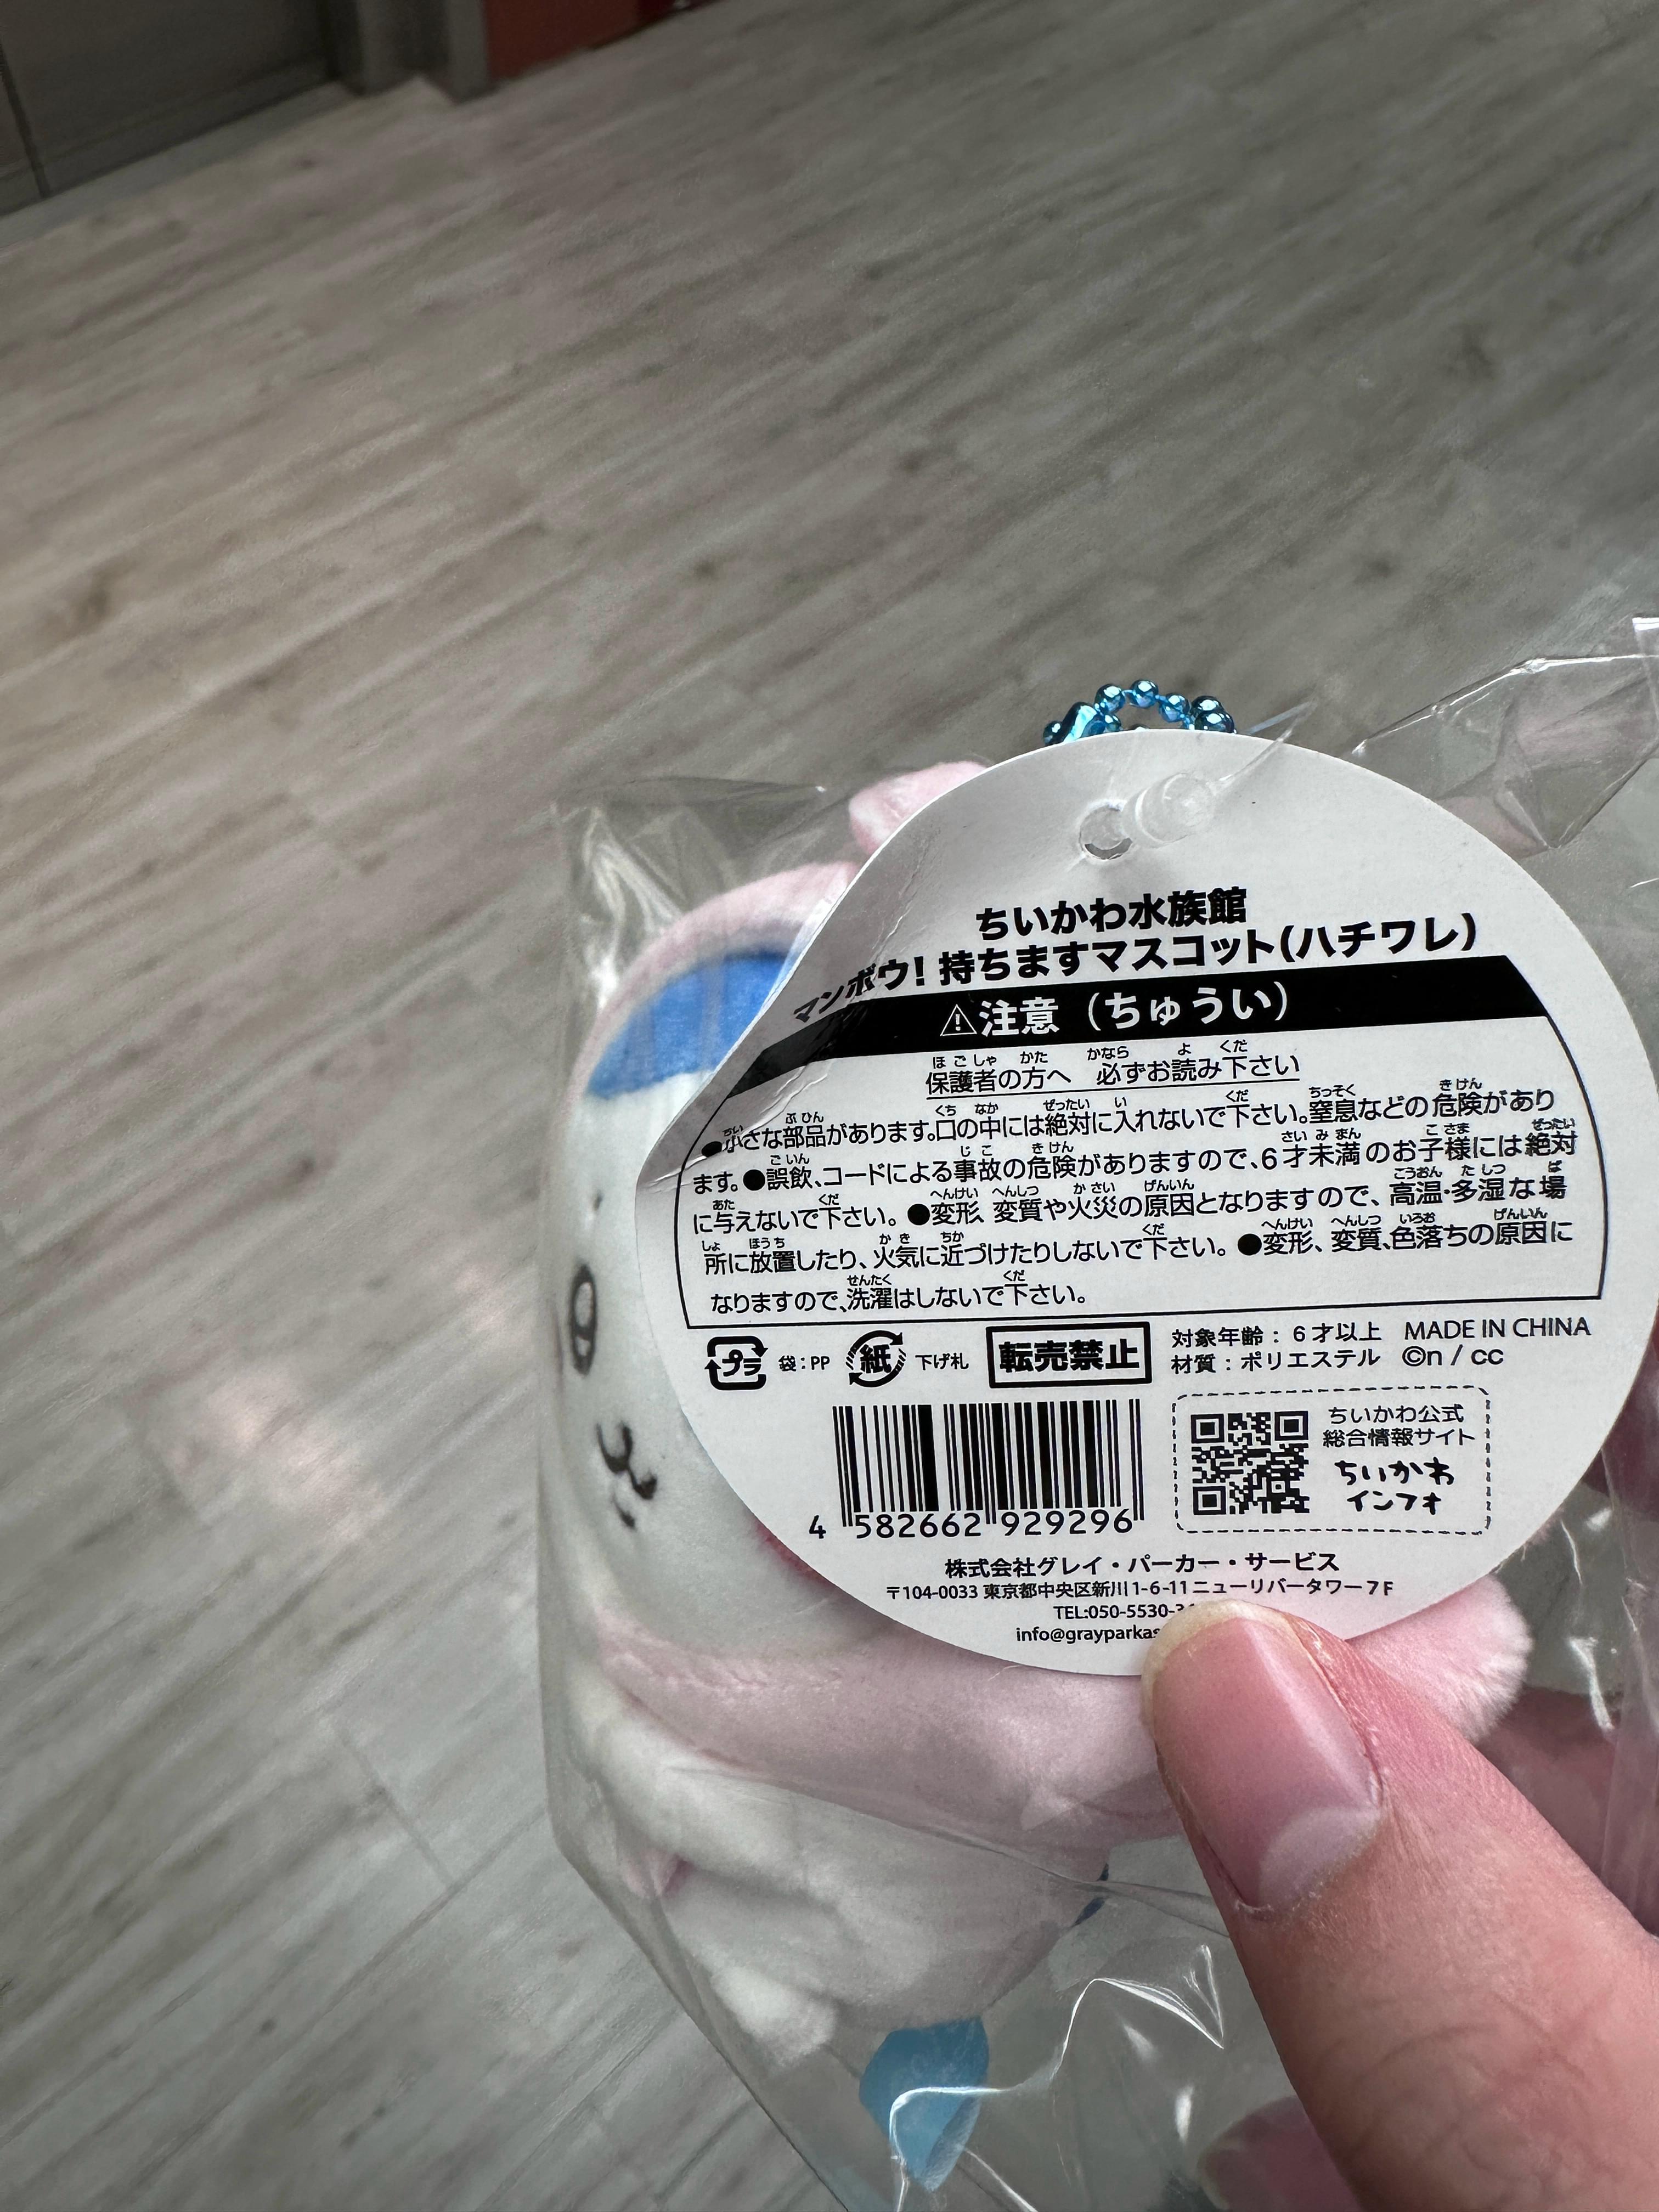 ちいかわ水族館
マンボウ！持ちますマスコット（ハチワレ）
注意（ちゅうい）
保護者の方へ 必ずお読み下さい
●小さな部品があります。口の中には絶対に入れないで下さい。窒息などの危険があり
ます。●誤飲、コードによる事故の危険がありますので、6才未満のお子様には絶対
に与えないで下さい。●変形、変質や火災の原因となりますので、高温・多湿な場
所に放置したり、火気に近づけたりしないで下さい。●変形、変質、色落ちの原因に
なりますので、洗濯はしないで下さい。
プラ 袋：PP 紙 下げ札 転売禁止
対象年齢：6才以上 MADE IN CHINA
材質：ポリエステル ©n / cc
4 582662 929296
ちいかわ公式
総合情報サイト
ちいかわ
インフォ
株式会社グレイ・パーカー・サービス
〒104-0033 東京都中央区新川1-6-11 ニューリバータワー7F
TEL:050-5530-3
info@grayparka